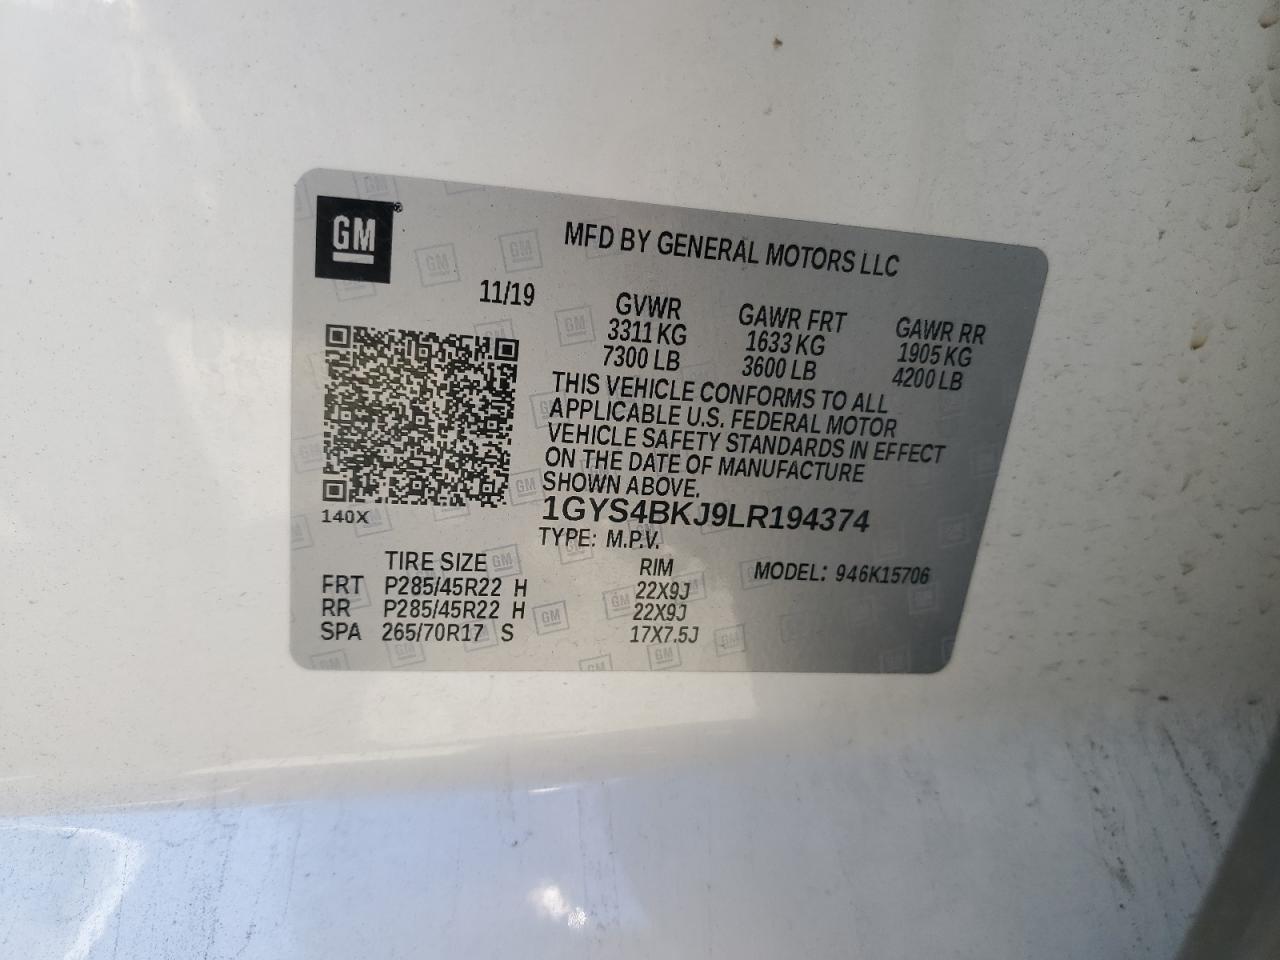 GM
MFD BY GENERAL MOTORS LLC
11/19
GVWR GAWR FRT GAWR RR
3311 KG 1633 KG 1905 KG
7300 LB 3600 LB 4200 LB
THIS VEHICLE CONFORMS TO ALL
APPLICABLE U.S. FEDERAL MOTOR
VEHICLE SAFETY STANDARDS IN EFFECT
ON THE DATE OF MANUFACTURE
SHOWN ABOVE.
1GYS4BKJ9LR194374
140X
TYPE: M.P.V.
TIRE SIZE RIM MODEL: 946K15706
FRT P285/45R22 H 22X9J
RR P285/45R22 H 22X9J
SPA 265/70R17 S 17X7.5J